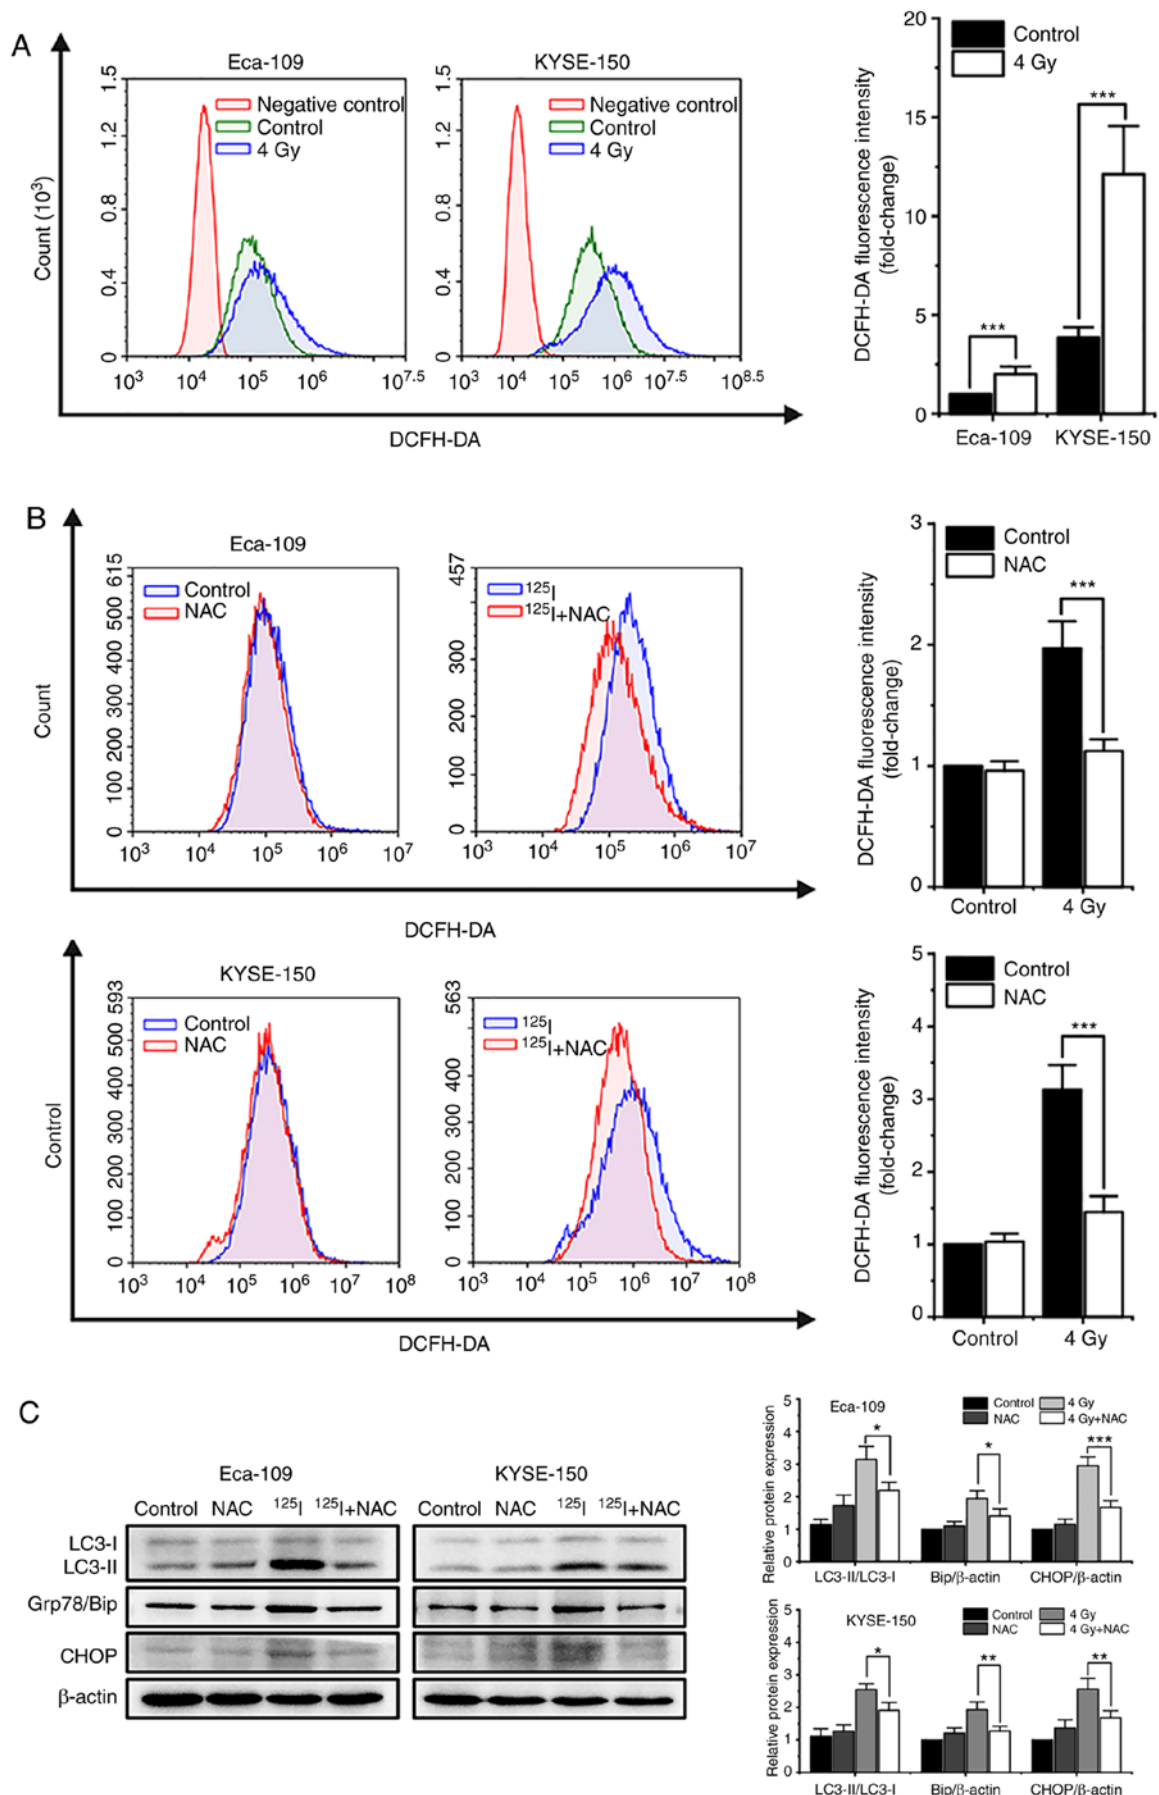 A
Eca-109
KYSE-150
Negative control
Control
4 Gy
Negative control
Control
4 Gy
Count (10³)
1.5
1.2
0.8
0.4
0
10³ 10⁴ 10⁵ 10⁶ 10⁷·⁵
1.5
1.2
0.8
0.4
0
10³ 10⁴ 10⁵ 10⁶ 10⁷·⁵ 10⁸·⁵
DCFH-DA
DCFH-DA fluorescence intensity
(fold-change)
20
15
10
5
0
Control
4 Gy
***
***
Eca-109 KYSE-150
B
Eca-109
Count
615
500
400
300
200
100
0
Control
NAC
10³ 10⁴ 10⁵ 10⁶ 10⁷
457
300
200
100
0
¹²⁵I
¹²⁵I+NAC
10³ 10⁴ 10⁵ 10⁶ 10⁷
DCFH-DA
DCFH-DA fluorescence intensity
(fold-change)
3
2
1
0
Control
NAC
***
Control 4 Gy
KYSE-150
Control
593
500
400
300
200
100
0
Control
NAC
10³ 10⁴ 10⁵ 10⁶ 10⁷ 10⁸
563
400
300
200
100
0
¹²⁵I
¹²⁵I+NAC
10³ 10⁴ 10⁵ 10⁶ 10⁷ 10⁸
DCFH-DA
DCFH-DA fluorescence intensity
(fold-change)
5
4
3
2
1
0
Control
NAC
***
Control 4 Gy
C
Eca-109
KYSE-150
Control NAC ¹²⁵I ¹²⁵I+NAC
Control NAC ¹²⁵I ¹²⁵I+NAC
LC3-I
LC3-II
Grp78/Bip
CHOP
β-actin
Relative protein expression
5
4
3
2
1
0
Eca-109
Control 4 Gy
NAC 4 Gy+NAC
*
*
***
LC3-II/LC3-I Bip/β-actin CHOP/β-actin
Relative protein expression
5
4
3
2
1
0
KYSE-150
Control 4 Gy
NAC 4 Gy+NAC
*
**
**
LC3-II/LC3-I Bip/β-actin CHOP/β-actin